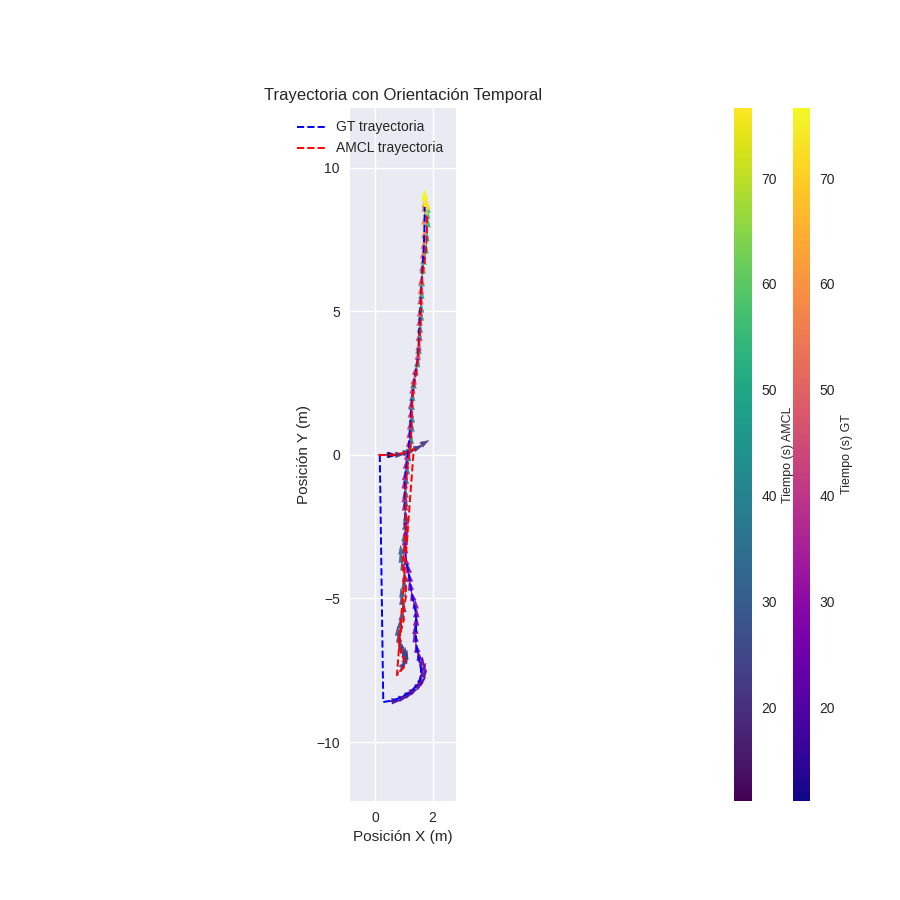 Trayectoria con Orientación Temporal
GT trayectoria
AMCL trayectoria
10
5
0
−5
−10
Posición Y (m)
0
2
Posición X (m)
70
60
50
40
30
20
Tiempo (s) AMCL
70
60
50
40
30
20
Tiempo (s) GT